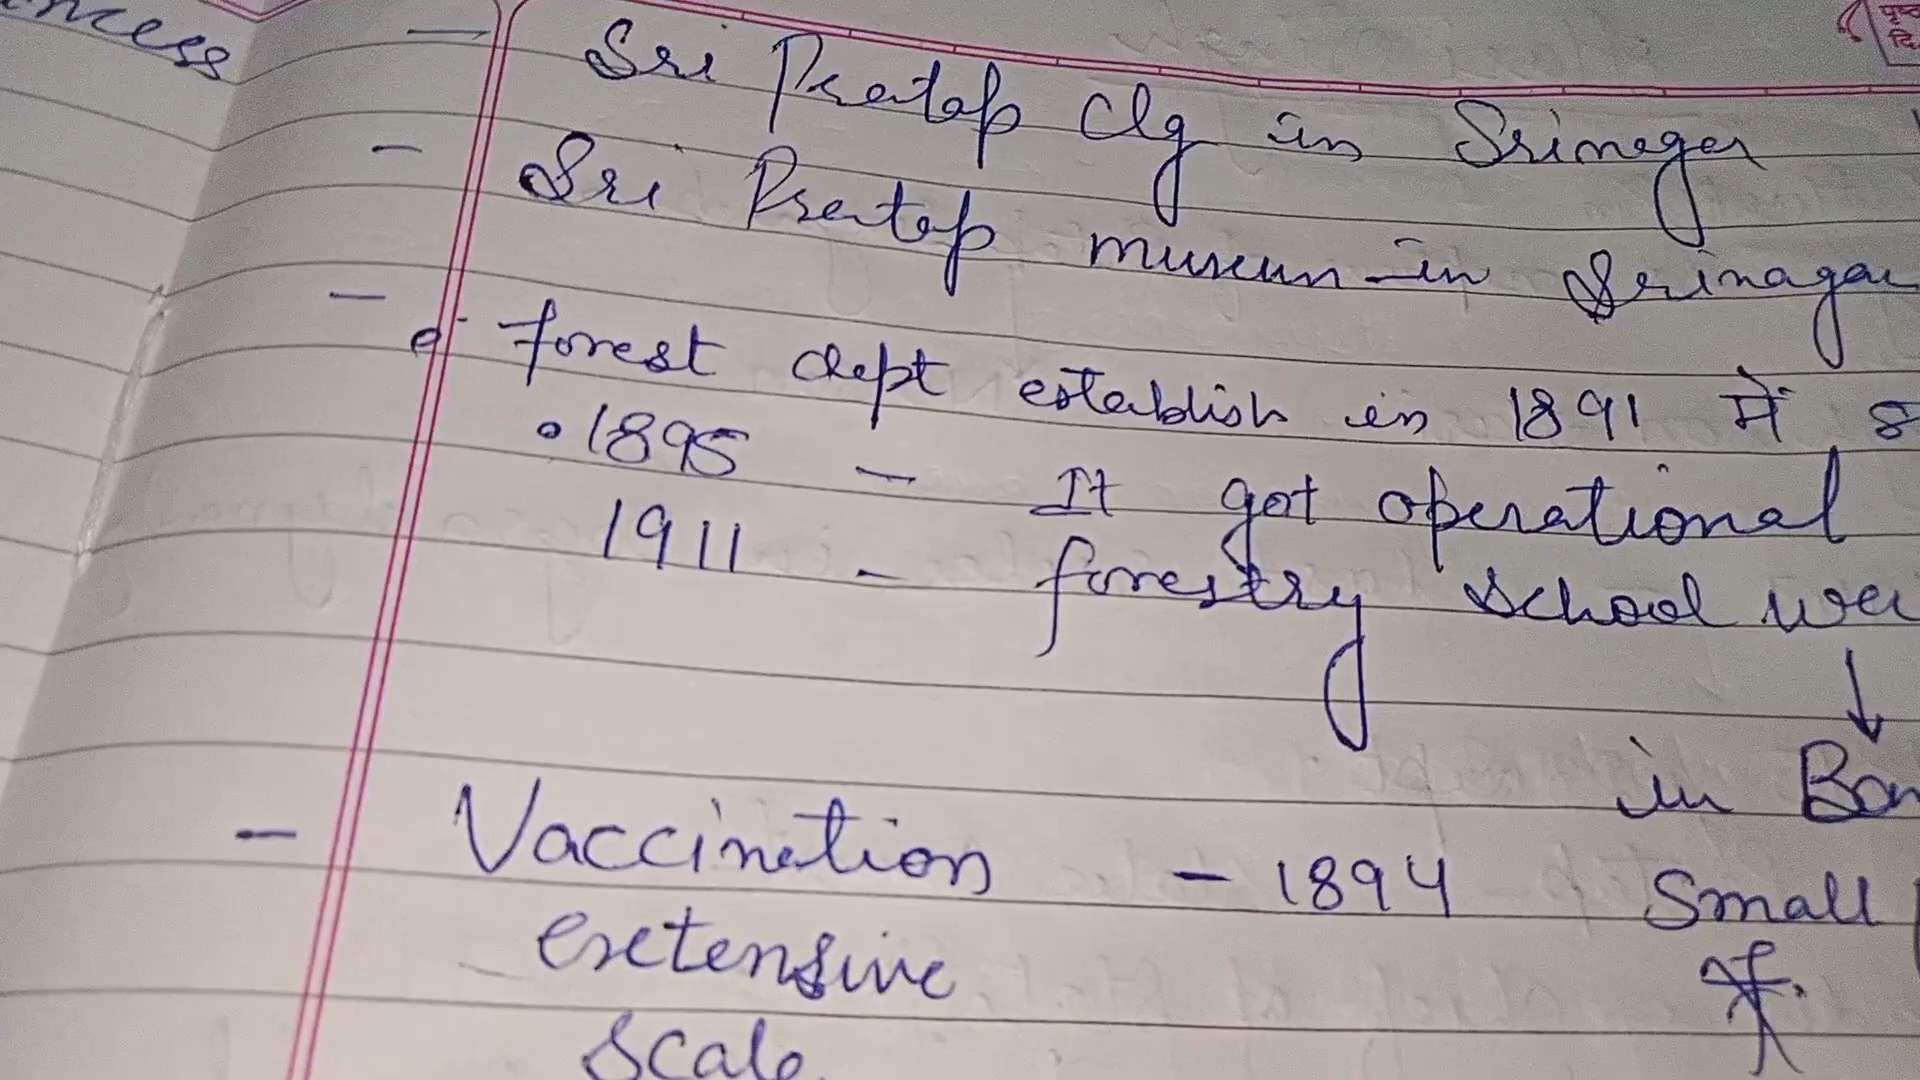 ncess
- Sri Pratap clg in Srinagar
- Sri Pratap museum in Srinagar
- forest dept establish in 1891 में
• 1895 - It got operational
1911 - forestry school
↓
in
- Vaccination - 1894 Small
extensive
scale
पृष्ठ
दि.